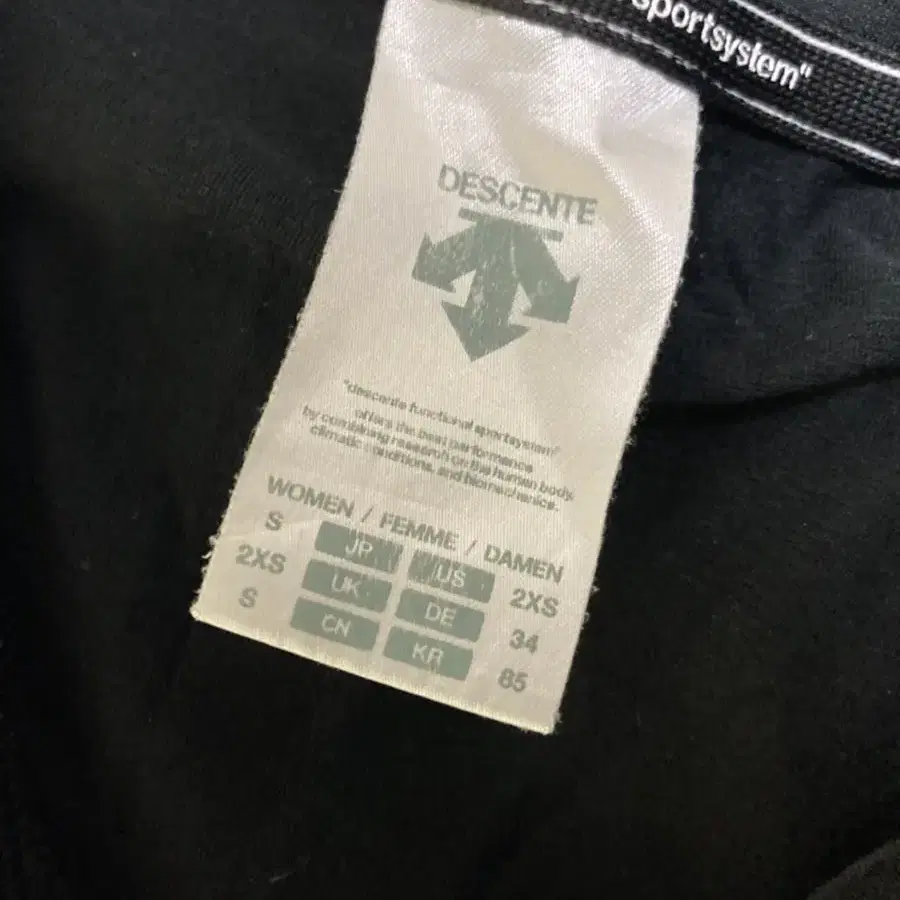 sportsystem"
DESCENTE
"descente functional sportsystem"
offers the best performance
by combining research on the human body,
climatic conditions, and biomechanics.
WOMEN / FEMME / DAMEN
S JP US 2XS
2XS UK DE 34
S CN KR 85